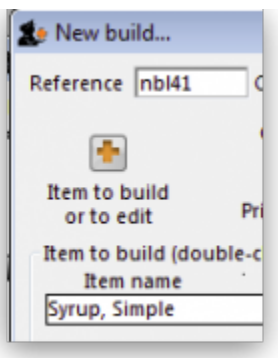 New build...
Reference nbl41
Item to build
or to edit
Item to build (double-c
Item name
Syrup, Simple